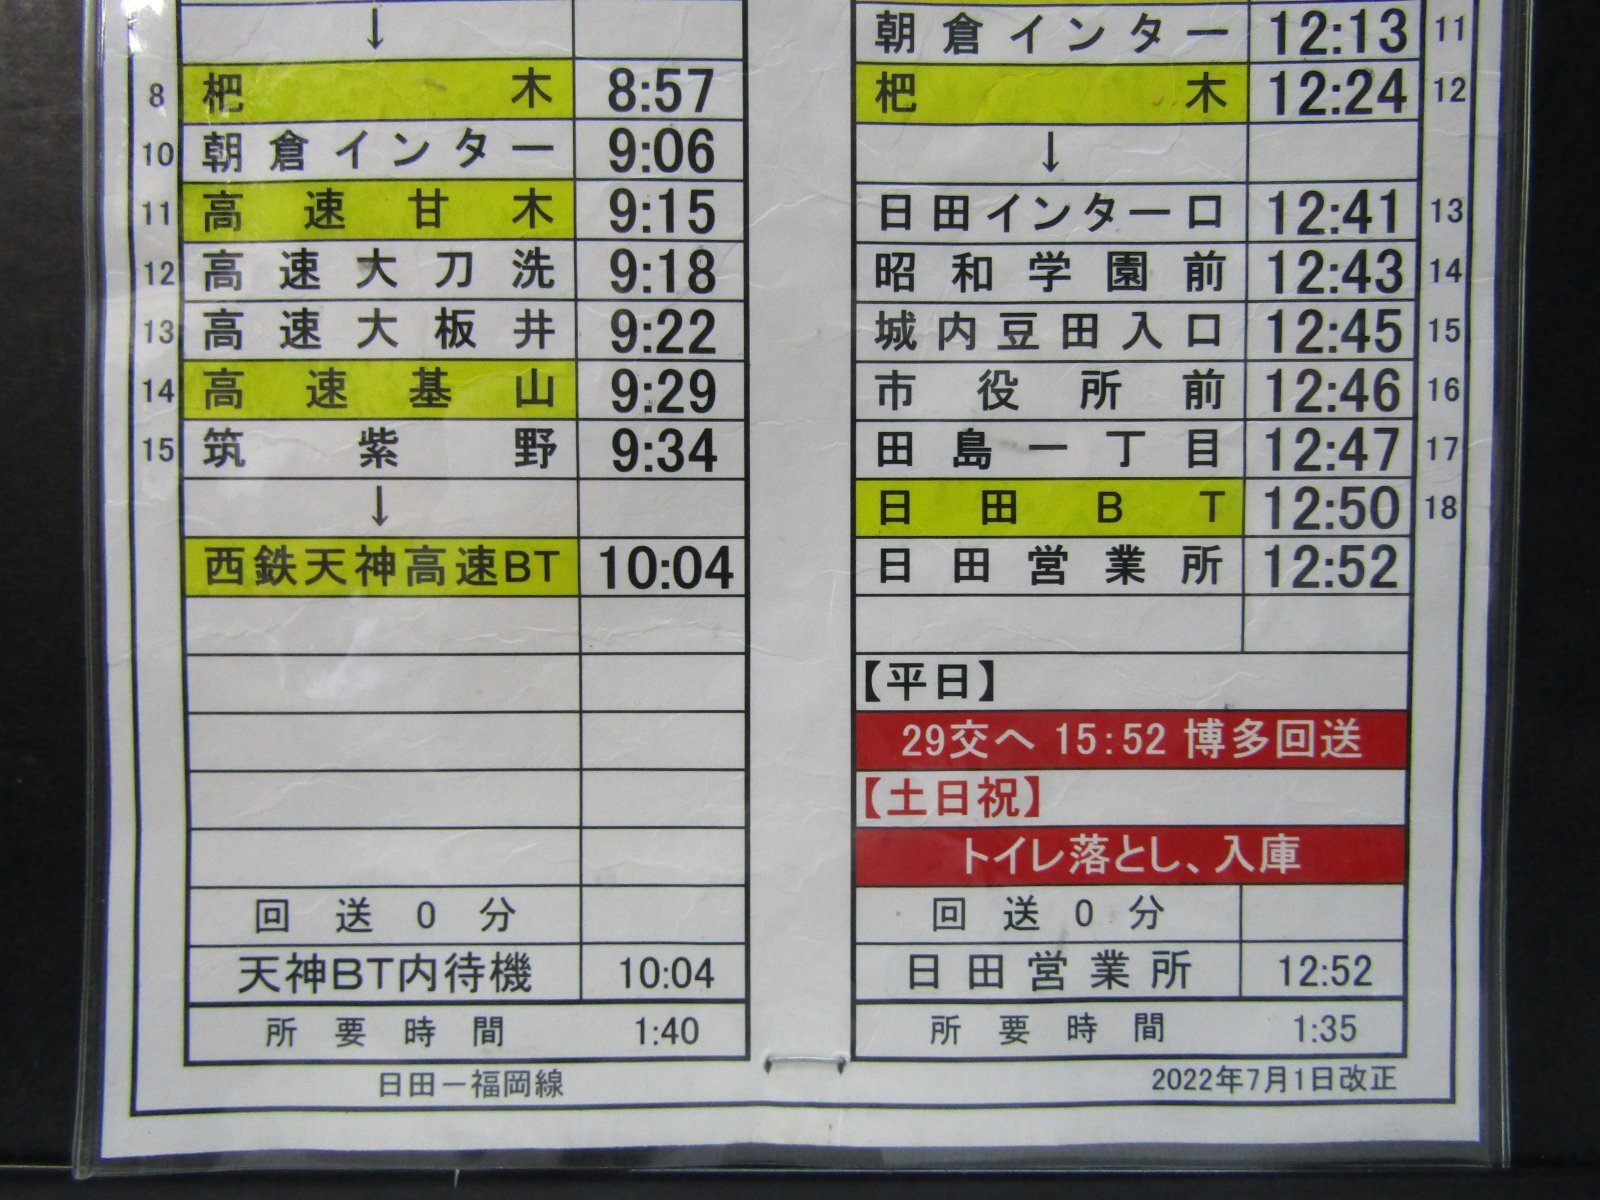 ↓
8 杷木 8:57
10 朝倉インター 9:06
11 高速甘木 9:15
12 高速大刀洗 9:18
13 高速大板井 9:22
14 高速基山 9:29
15 筑紫野 9:34
↓
西鉄天神高速BT 10:04
回送0分
天神BT内待機 10:04
所要時間 1:40
日田ー福岡線
朝倉インター 12:13 11
杷木 12:24 12
↓
日田インター口 12:41 13
昭和学園前 12:43 14
城内豆田入口 12:45 15
市役所前 12:46 16
田島一丁目 12:47 17
日田BT 12:50 18
日田営業所 12:52
【平日】
29交へ 15:52 博多回送
【土日祝】
トイレ落とし、入庫
回送0分
日田営業所 12:52
所要時間 1:35
2022年7月1日改正